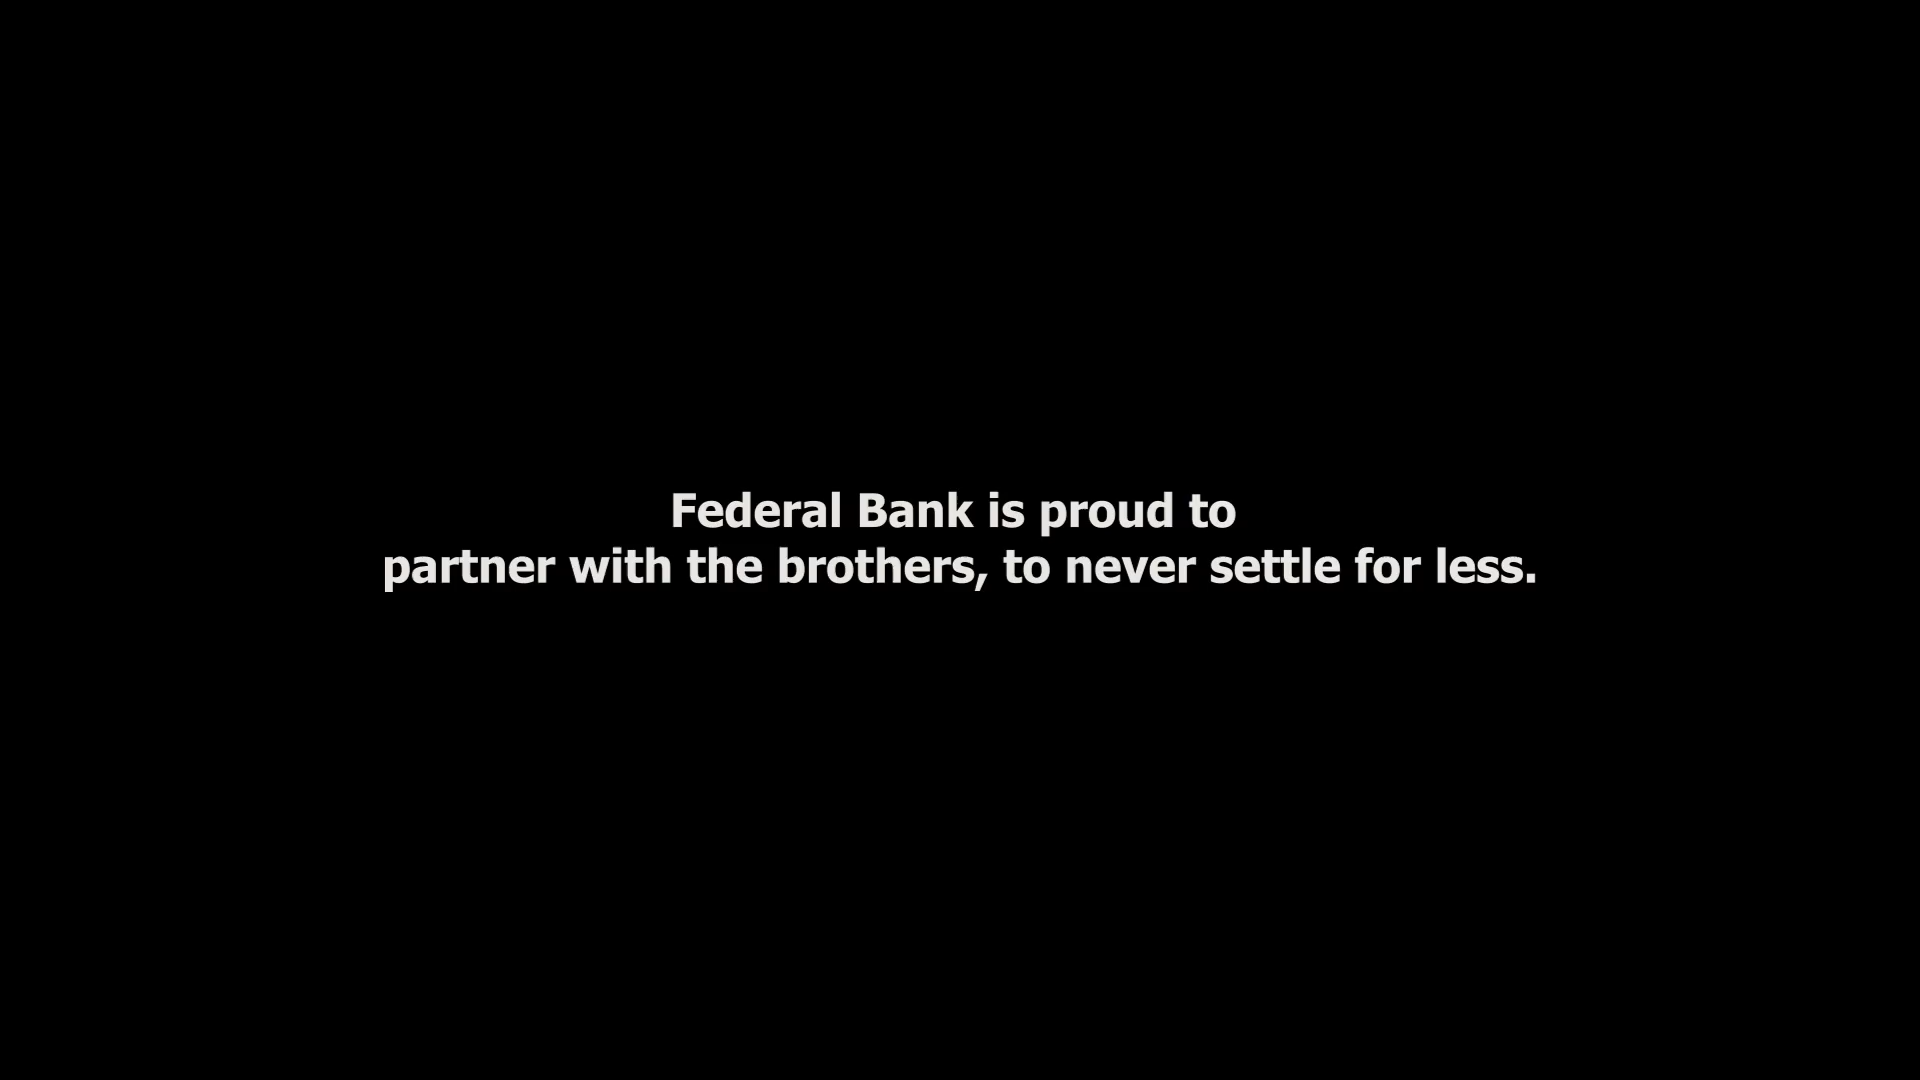 Federal Bank is proud to
partner with the brothers, to never settle for less.